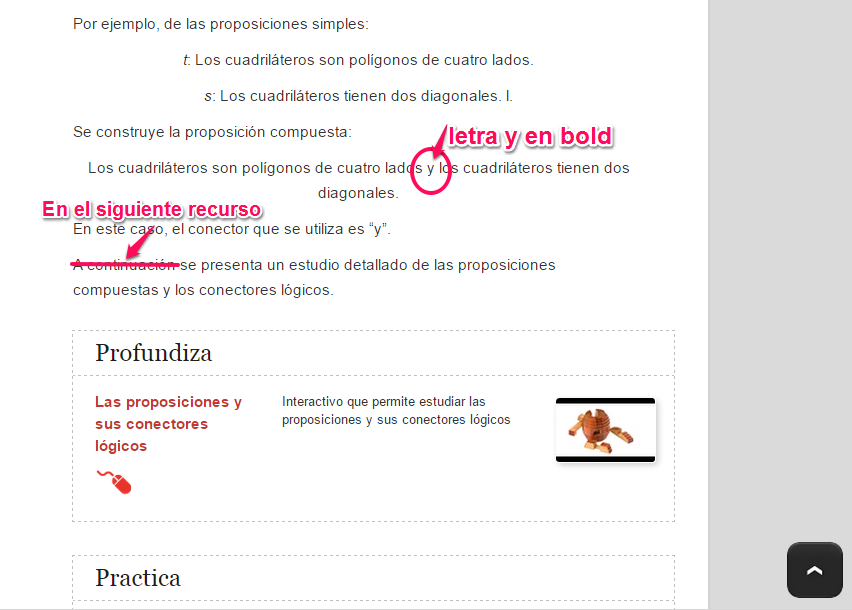 Por ejemplo, de las proposiciones simples:
t: Los cuadriláteros son polígonos de cuatro lados.
s: Los cuadriláteros tienen dos diagonales. l.
Se construye la proposición compuesta:
letra y en bold
Los cuadriláteros son polígonos de cuatro lados y los cuadriláteros tienen dos
diagonales.
En el siguiente recurso
En este caso, el conector que se utiliza es “y”.
A continuación se presenta un estudio detallado de las proposiciones
compuestas y los conectores lógicos.
Profundiza
Las proposiciones y
sus conectores
lógicos
Interactivo que permite estudiar las
proposiciones y sus conectores lógicos
Practica